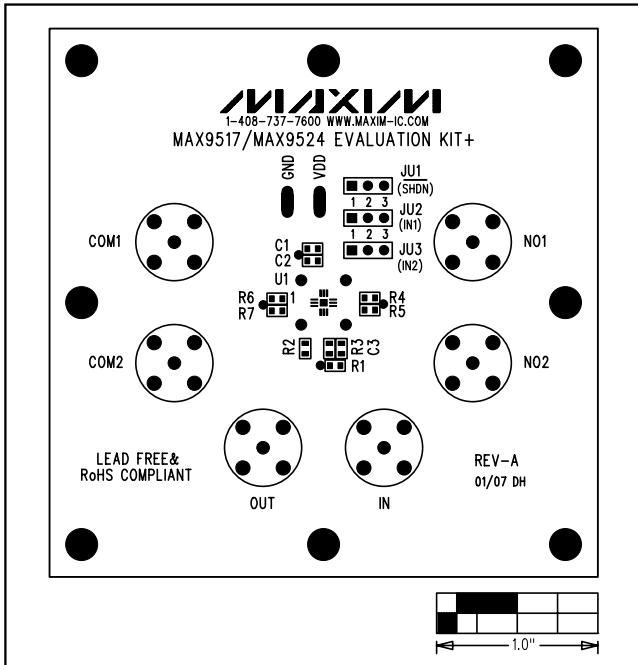 MAXIM
1-408-737-7600 WWW.MAXIM-IC.COM
MAX9517/MAX9524 EVALUATION KIT+
GND
VDD
JU1
(SHDN)
1 2 3
JU2
(IN1)
1 2 3
JU3
(IN2)
COM1
NO1
C1
C2
U1
R6
1
R7
R4
R5
R2
R3
C3
R1
COM2
NO2
LEAD FREE&
RoHS COMPLIANT
REV-A
01/07 DH
OUT
IN
1.0"